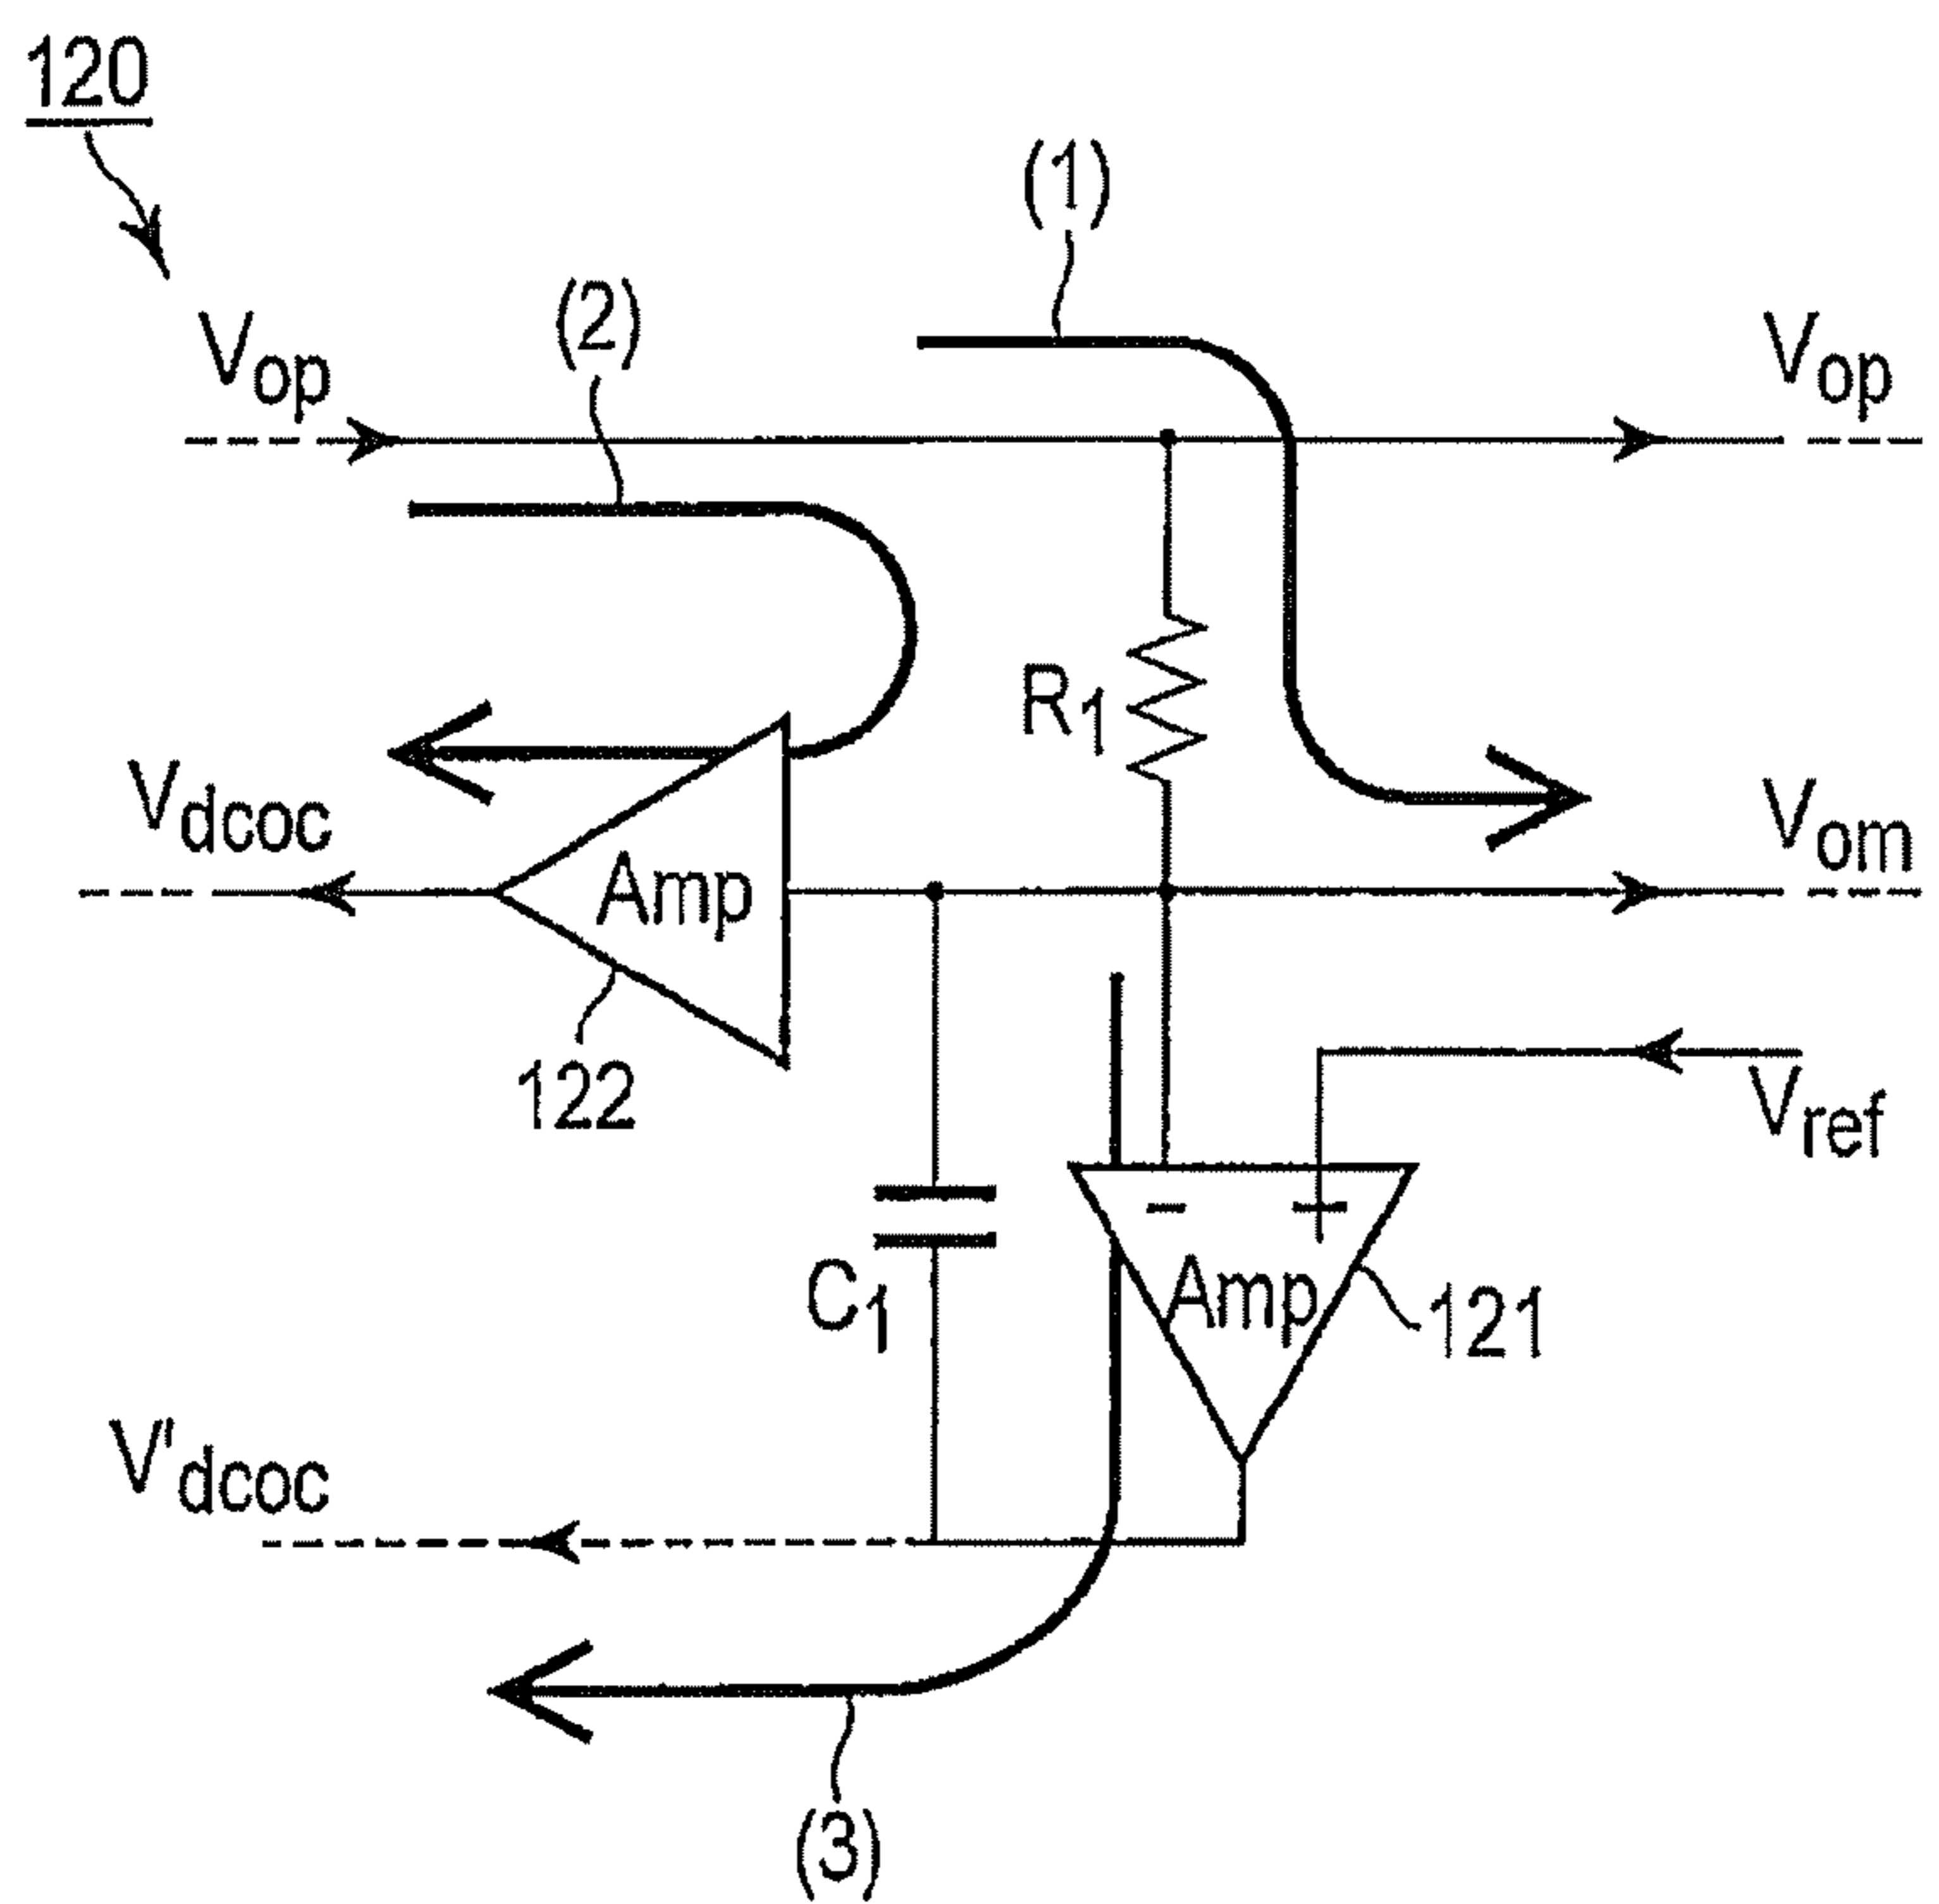 120
(1)
(2)
Vop
Vop
R1
Vdcoc
Vom
Amp
122
Vref
- +
C1
Amp
121
V'dcoc
(3)